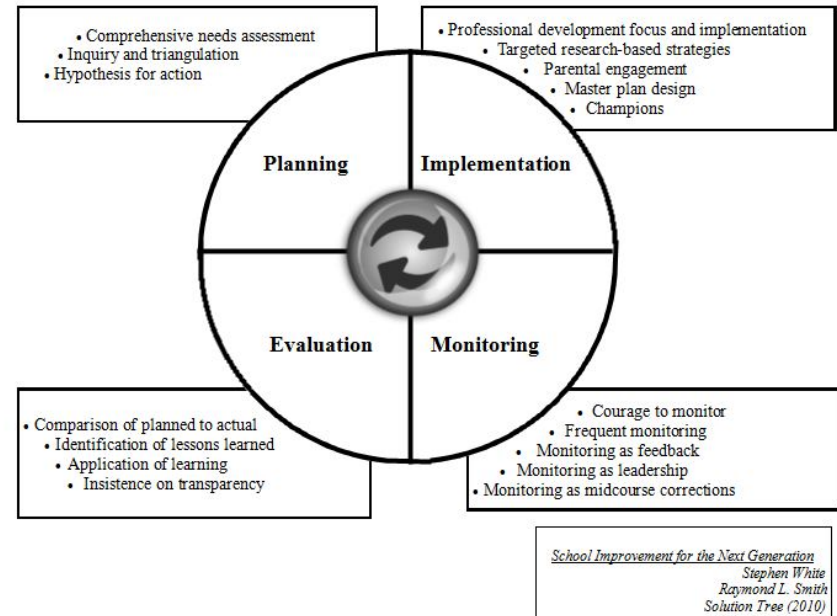 • Comprehensive needs assessment
• Inquiry and triangulation
• Hypothesis for action
• Professional development focus and implementation
• Targeted research-based strategies
• Parental engagement
• Master plan design
• Champions
Planning
Implementation
Evaluation
Monitoring
• Comparison of planned to actual
• Identification of lessons learned
• Application of learning
• Insistence on transparency
• Courage to monitor
• Frequent monitoring
• Monitoring as feedback
• Monitoring as leadership
• Monitoring as midcourse corrections
School Improvement for the Next Generation
Stephen White
Raymond L. Smith
Solution Tree (2010)